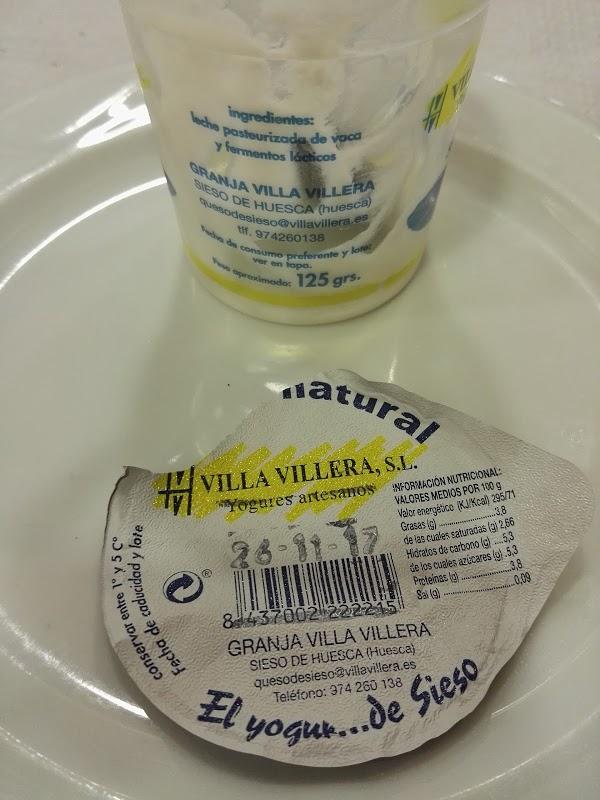 ingredientes:
leche pasteurizada de vaca
y fermentos lácticos
GRANJA VILLA VILLERA
SIESO DE HUESCA (huesca)
quesodesieso@villavillera.es
tlf. 974260138
Fecha de consumo preferente y lote:
ver en tapa.
Peso aproximado: 125 grs.
natural
VILLA VILLERA, S.L.
Yogures artesanos
INFORMACIÓN NUTRICIONAL:
VALORES MEDIOS POR 100 g
Valor energético (KJ/Kcal) 295/71
Grasas (g) .................... 3,8
de las cuales saturadas (g) 2,66
Hidratos de carbono (g) ....5,3
de los cuales azúcares (g) .5,3
Proteínas (g) .................3,8
Sal (g) ........................0,09
conservar entre 1° y 5 C°
Fecha de caducidad y lote
26-11-17
8 437002 222215
GRANJA VILLA VILLERA
SIESO DE HUESCA (Huesca)
quesodesieso@villavillera.es
Teléfono: 974 260 138
El yogur...de Sieso